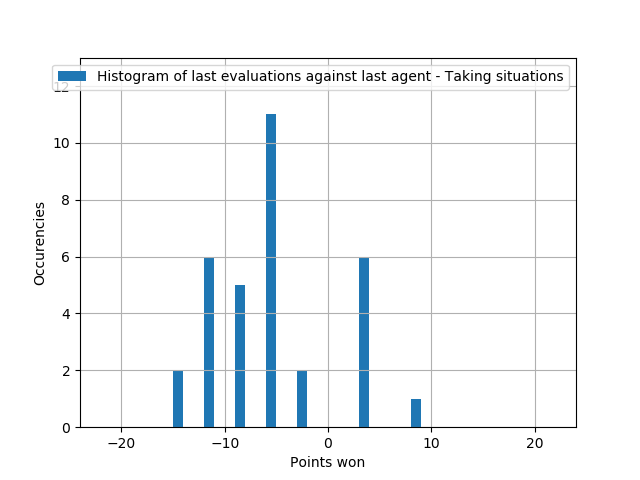 Histogram of last evaluations against last agent - Taking situations
12
10
8
6
4
2
0
Occurencies
−20 −10 0 10 20
Points won